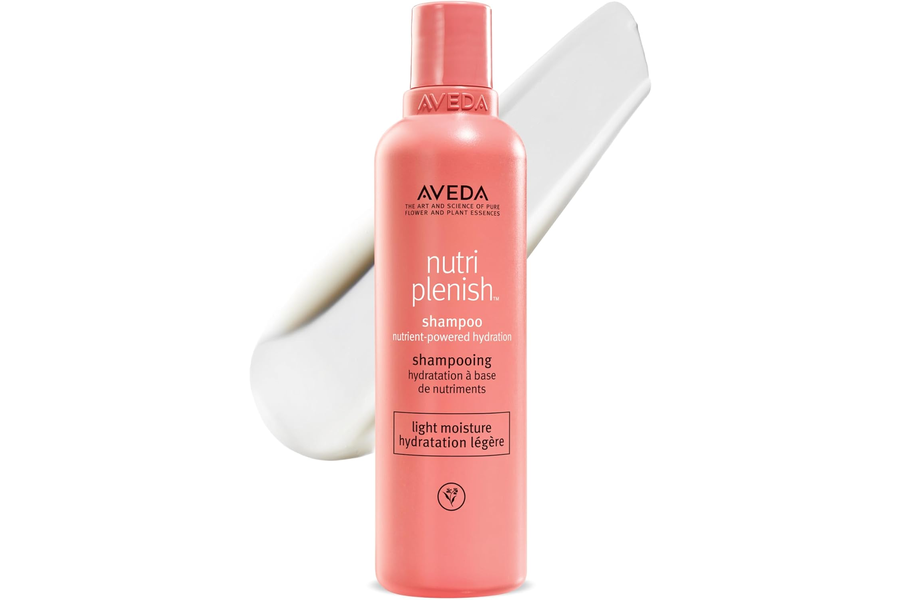 AVEDA
AVEDA
THE ART AND SCIENCE OF PURE
FLOWER AND PLANT ESSENCES
nutri
plenish™
shampoo
nutrient-powered hydration
shampooing
hydratation à base
de nutriments
light moisture
hydratation légère